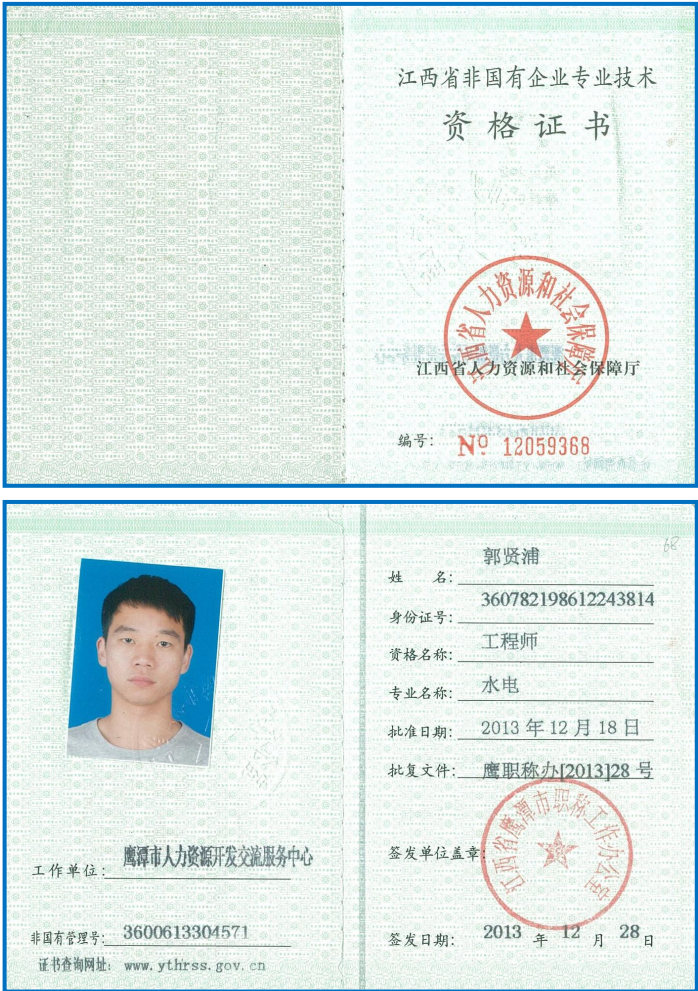 江西省非国有企业专业技术
资格证书
江西省人力资源和社会保障厅
江西省人力资源和社会保障厅
编号: Nº 12059368
68
姓名: 郭贤浦
身份证号: 360782198612243814
资格名称: 工程师
专业名称: 水电
批准日期: 2013 年 12 月 18 日
批复文件: 鹰职称办[2013]28 号
签发单位盖章:
江西省鹰潭市职称工作办公室
签发日期: 2013 年 12 月 28 日
工作单位: 鹰潭市人力资源开发交流服务中心
非国有管理号: 3600613304571
证书查询网址: www.ythrss.gov.cn